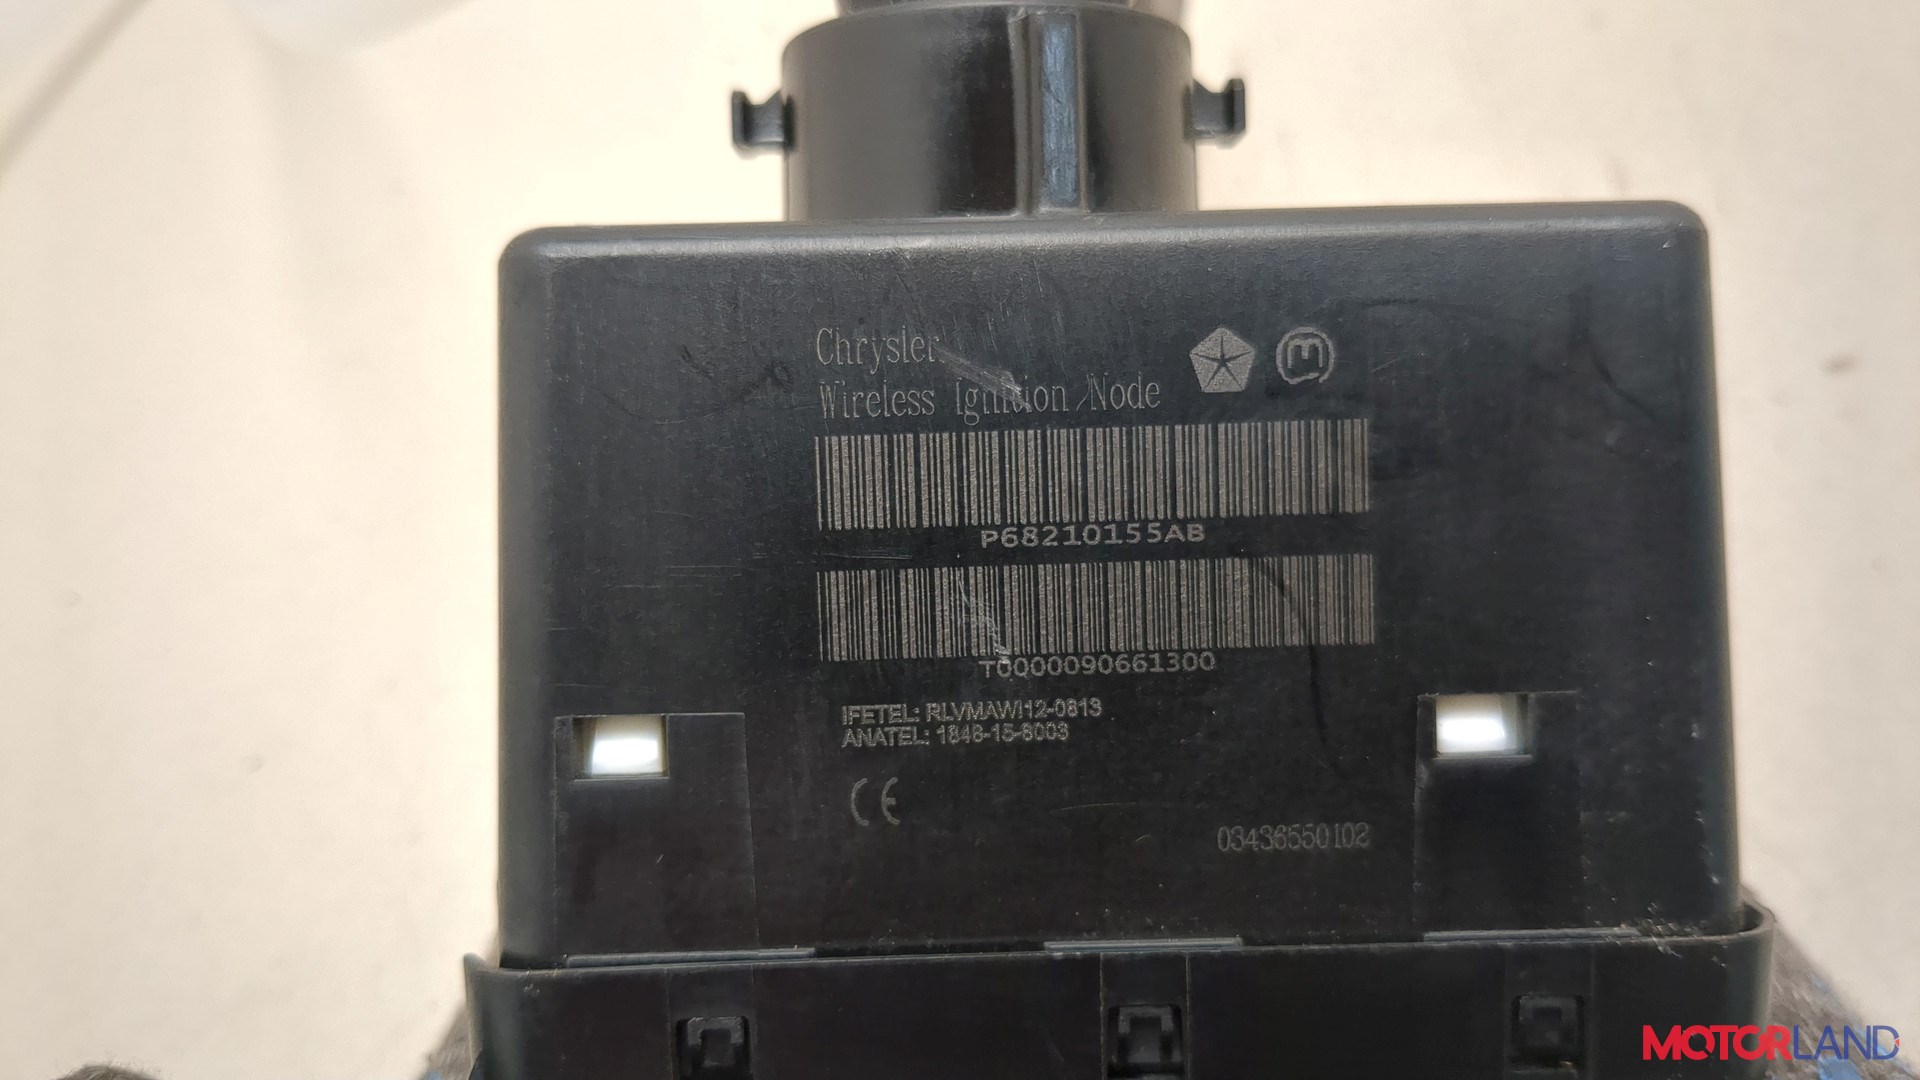 Chrysler
Wireless Ignition Node
P68210155AB
T0000090661300
IFETEL: RLVMAWI12-0813
ANATEL: 1848-15-8003
CE
03436550102
MOTORLAND